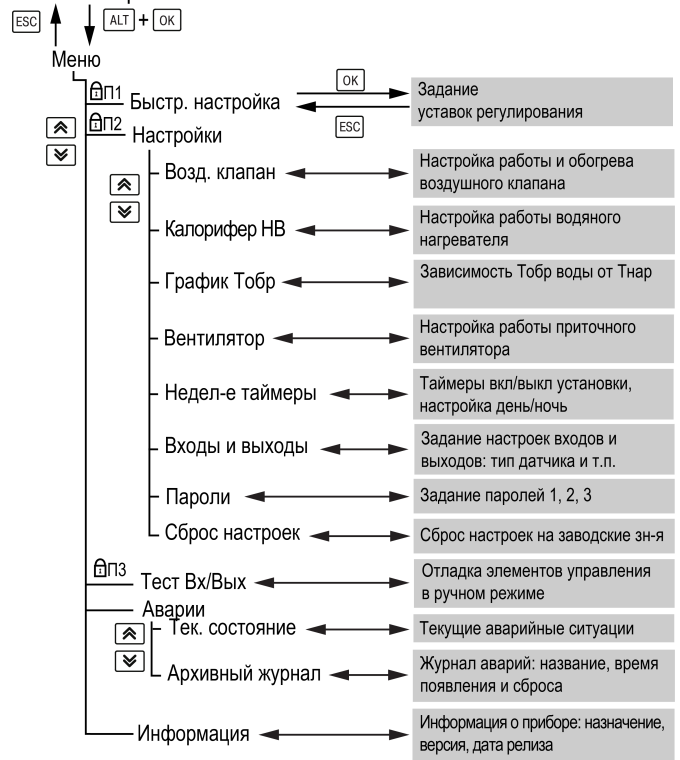 ESC
ALT + OK
Меню
П1
Быстр. настройка
OK
ESC
Задание
уставок регулирования
П2
Настройки
Возд. клапан
Настройка работы и обогрева
воздушного клапана
Калорифер НВ
Настройка работы водяного
нагревателя
График Тобр
Зависимость Тобр воды от Тнар
Вентилятор
Настройка работы приточного
вентилятора
Недел-е таймеры
Таймеры вкл/выкл установки,
настройка день/ночь
Входы и выходы
Задание настроек входов и
выходов: тип датчика и т.п.
Пароли
Задание паролей 1, 2, 3
Сброс настроек
Сброс настроек на заводские зн-я
П3
Тест Вх/Вых
Отладка элементов управления
в ручном режиме
Аварии
Тек. состояние
Текущие аварийные ситуации
Архивный журнал
Журнал аварий: название, время
появления и сброса
Информация
Информация о приборе: назначение,
версия, дата релиза